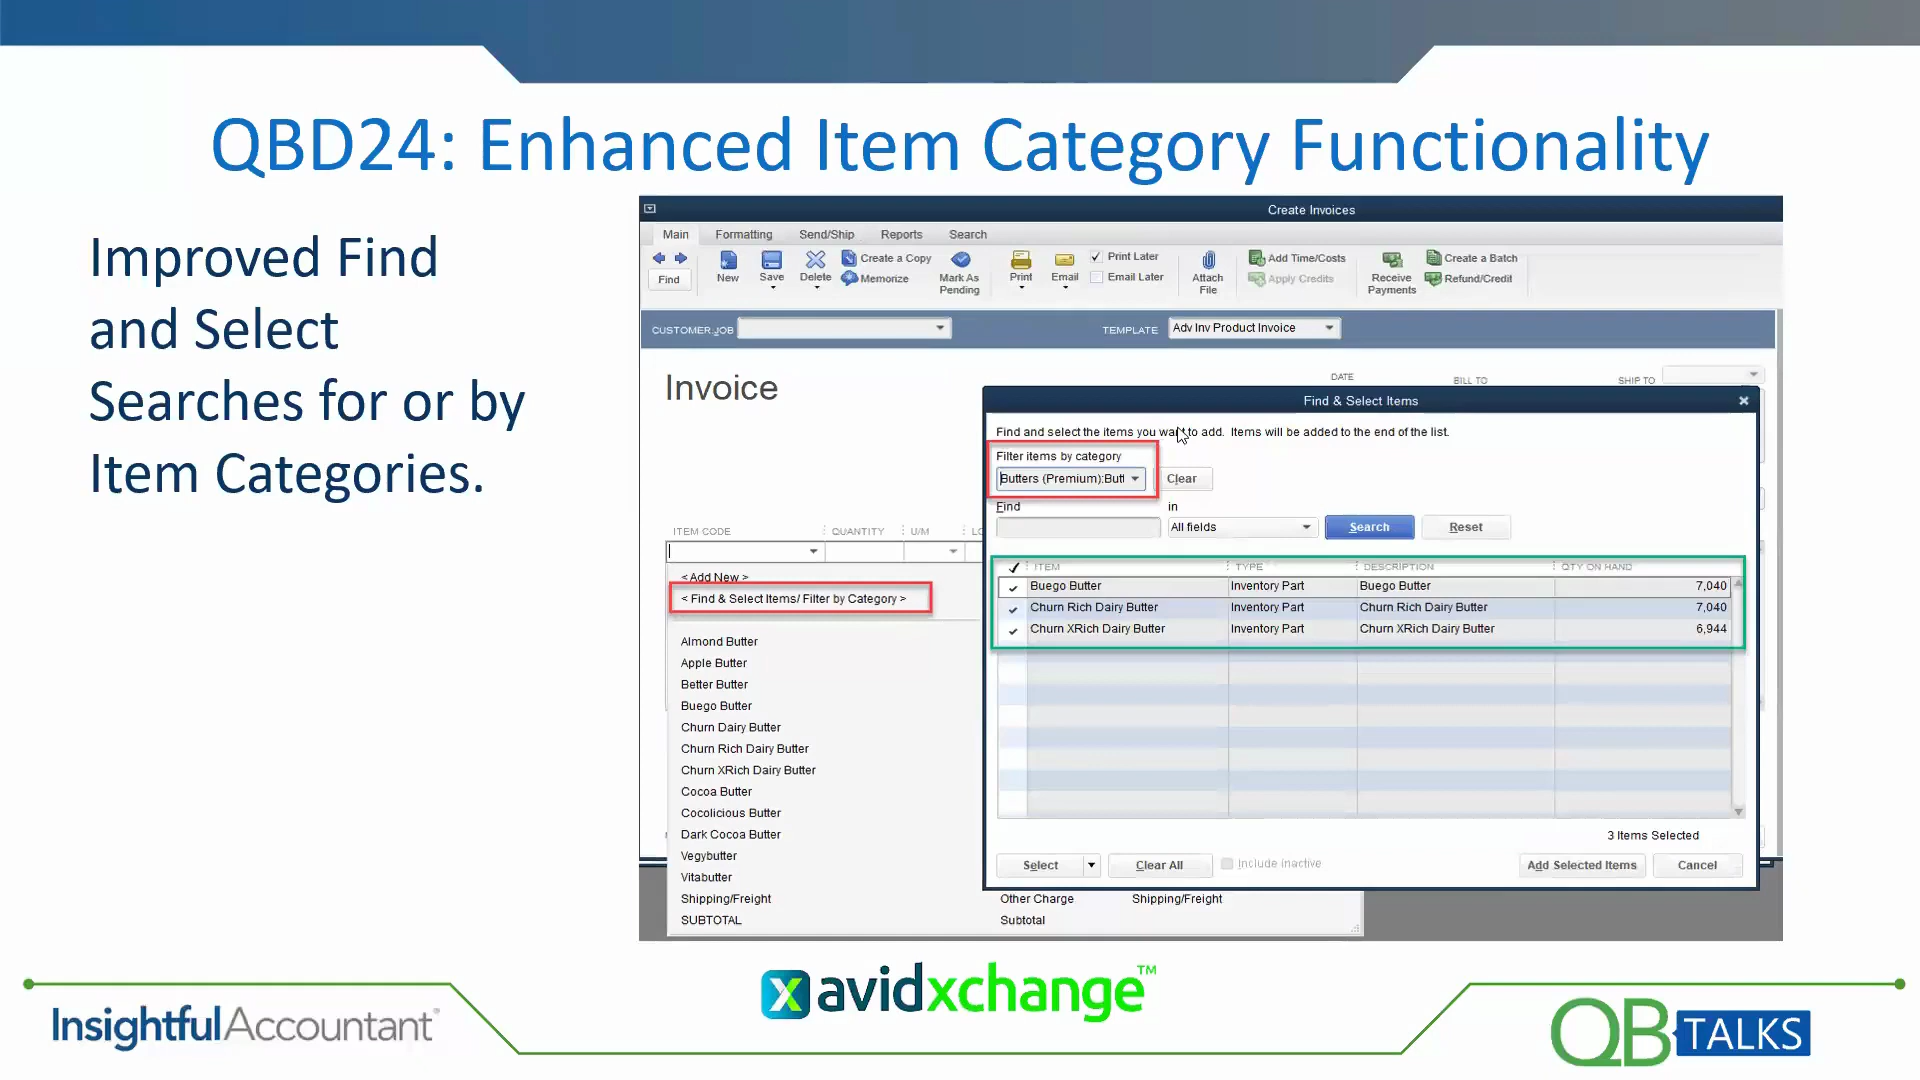 QBD24: Enhanced Item Category Functionality
Improved Find
and Select
Searches for or by
Item Categories.
Create Invoices
Main Formatting Send/Ship Reports Search
Find
New
Save
Delete
Create a Copy
Memorize
Mark As
Pending
Print
Email
Print Later
Email Later
Attach
File
Add Time/Costs
Apply Credits
Receive
Payments
Create a Batch
Refund/Credit
CUSTOMER:JOB
TEMPLATE Adv Inv Product Invoice
Invoice
DATE
BILL TO
SHIP TO
ITEM CODE QUANTITY U/M
< Add New >
< Find & Select Items/ Filter by Category >
Almond Butter
Apple Butter
Better Butter
Buego Butter
Churn Dairy Butter
Churn Rich Dairy Butter
Churn XRich Dairy Butter
Cocoa Butter
Cocolicious Butter
Dark Cocoa Butter
Vegybutter
Vitabutter
Shipping/Freight Other Charge Shipping/Freight
SUBTOTAL Subtotal
Find & Select Items
Find and select the items you want to add. Items will be added to the end of the list.
Filter items by category
Butters (Premium):Butt Clear
Find in
All fields Search Reset
ITEM TYPE DESCRIPTION QTY ON HAND
Buego Butter Inventory Part Buego Butter 7,040
Churn Rich Dairy Butter Inventory Part Churn Rich Dairy Butter 7,040
Churn XRich Dairy Butter Inventory Part Churn XRich Dairy Butter 6,944
3 Items Selected
Select Clear All Include inactive Add Selected Items Cancel
InsightfulAccountant
avidxchange™
QB TALKS